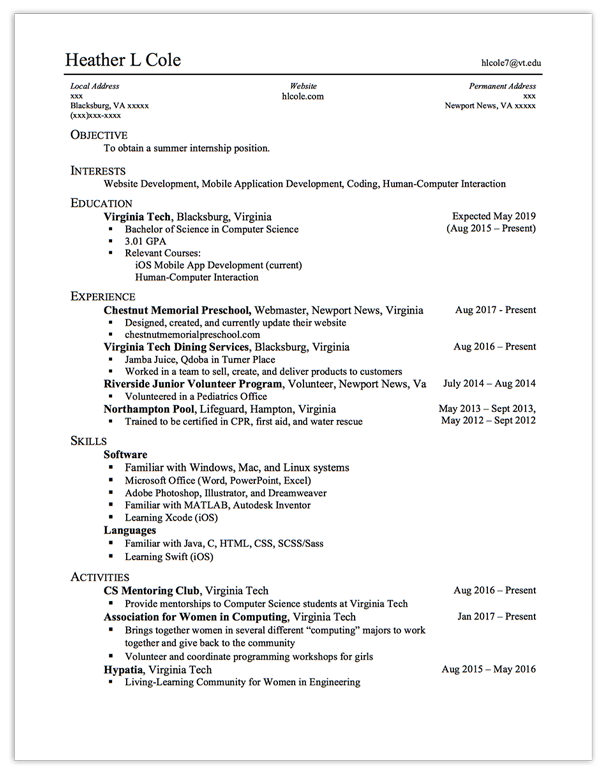 Heather L Cole hlcole7@vt.edu
Local Address Website Permanent Address
xxx hlcole.com xxx
Blacksburg, VA xxxxx Newport News, VA xxxxx
(xxx)xxx-xxxx
OBJECTIVE
To obtain a summer internship position.
INTERESTS
Website Development, Mobile Application Development, Coding, Human-Computer Interaction
EDUCATION
Virginia Tech, Blacksburg, Virginia Expected May 2019
▪ Bachelor of Science in Computer Science (Aug 2015 – Present)
▪ 3.01 GPA
▪ Relevant Courses:
iOS Mobile App Development (current)
Human-Computer Interaction
EXPERIENCE
Chestnut Memorial Preschool, Webmaster, Newport News, Virginia Aug 2017 - Present
▪ Designed, created, and currently update their website
▪ chestnutmemorialpreschool.com
Virginia Tech Dining Services, Blacksburg, Virginia Aug 2016 – Present
▪ Jamba Juice, Qdoba in Turner Place
▪ Worked in a team to sell, create, and deliver products to customers
Riverside Junior Volunteer Program, Volunteer, Newport News, Va July 2014 – Aug 2014
▪ Volunteered in a Pediatrics Office
Northampton Pool, Lifeguard, Hampton, Virginia May 2013 – Sept 2013,
▪ Trained to be certified in CPR, first aid, and water rescue May 2012 – Sept 2012
SKILLS
Software
▪ Familiar with Windows, Mac, and Linux systems
▪ Microsoft Office (Word, PowerPoint, Excel)
▪ Adobe Photoshop, Illustrator, and Dreamweaver
▪ Familiar with MATLAB, Autodesk Inventor
▪ Learning Xcode (iOS)
Languages
▪ Familiar with Java, C, HTML, CSS, SCSS/Sass
▪ Learning Swift (iOS)
ACTIVITIES
CS Mentoring Club, Virginia Tech Aug 2016 – Present
▪ Provide mentorships to Computer Science students at Virginia Tech
Association for Women in Computing, Virginia Tech Jan 2017 – Present
▪ Brings together women in several different “computing” majors to work
together and give back to the community
▪ Volunteer and coordinate programming workshops for girls
Hypatia, Virginia Tech Aug 2015 – May 2016
▪ Living-Learning Community for Women in Engineering